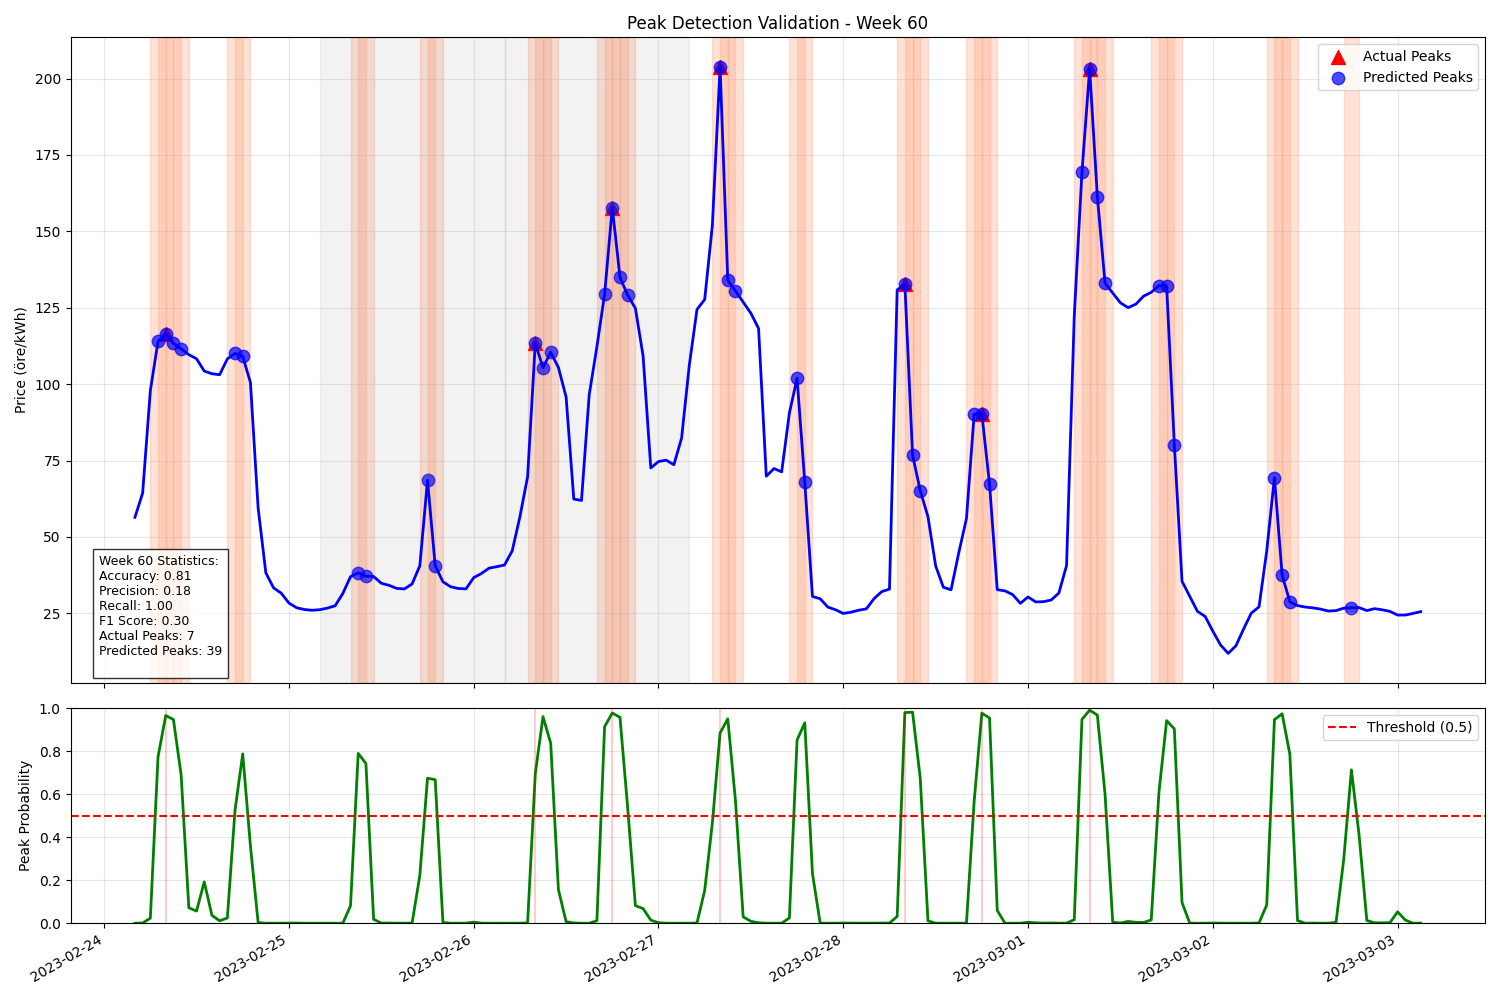 Peak Detection Validation - Week 60
Actual Peaks
Predicted Peaks
Price (öre/kWh)
200
175
150
125
100
75
50
25
Week 60 Statistics:
Accuracy: 0.81
Precision: 0.18
Recall: 1.00
F1 Score: 0.30
Actual Peaks: 7
Predicted Peaks: 39
Peak Probability
1.0
0.8
0.6
0.4
0.2
0.0
Threshold (0.5)
2023-02-24
2023-02-25
2023-02-26
2023-02-27
2023-02-28
2023-03-01
2023-03-02
2023-03-03